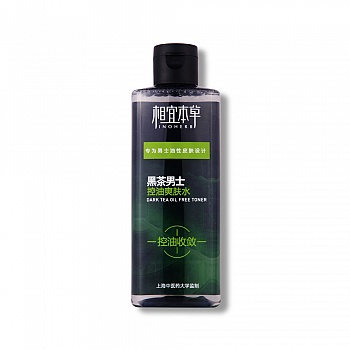 相宜本草
INOHERB
专为男士油性皮肤设计
黑茶男士
控油爽肤水
DARK TEA OIL FREE TONER
控油收敛
上海中医药大学监制